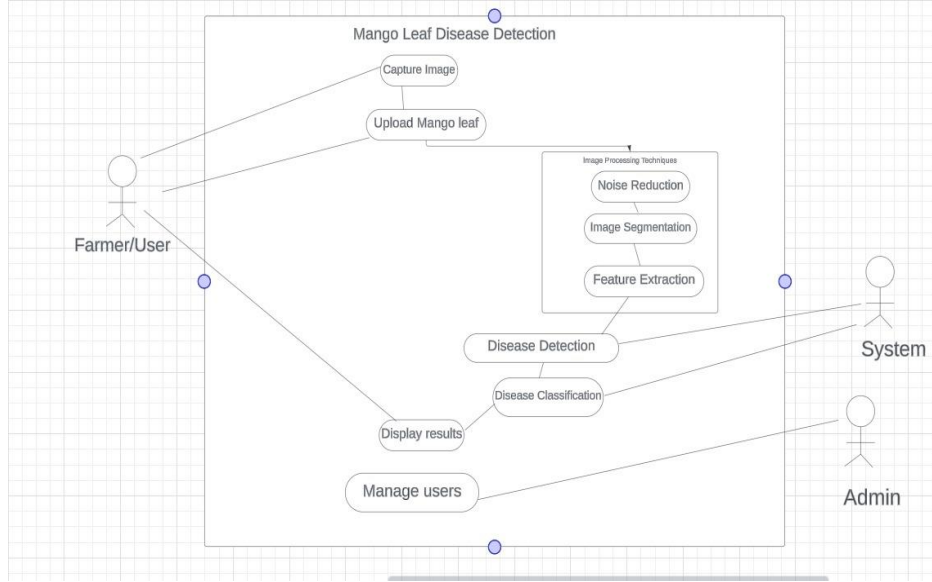 Mango Leaf Disease Detection
Capture Image
Upload Mango leaf
Image Processing Techniques
Noise Reduction
Image Segmentation
Feature Extraction
Farmer/User
Disease Detection
System
Disease Classification
Display results
Manage users
Admin